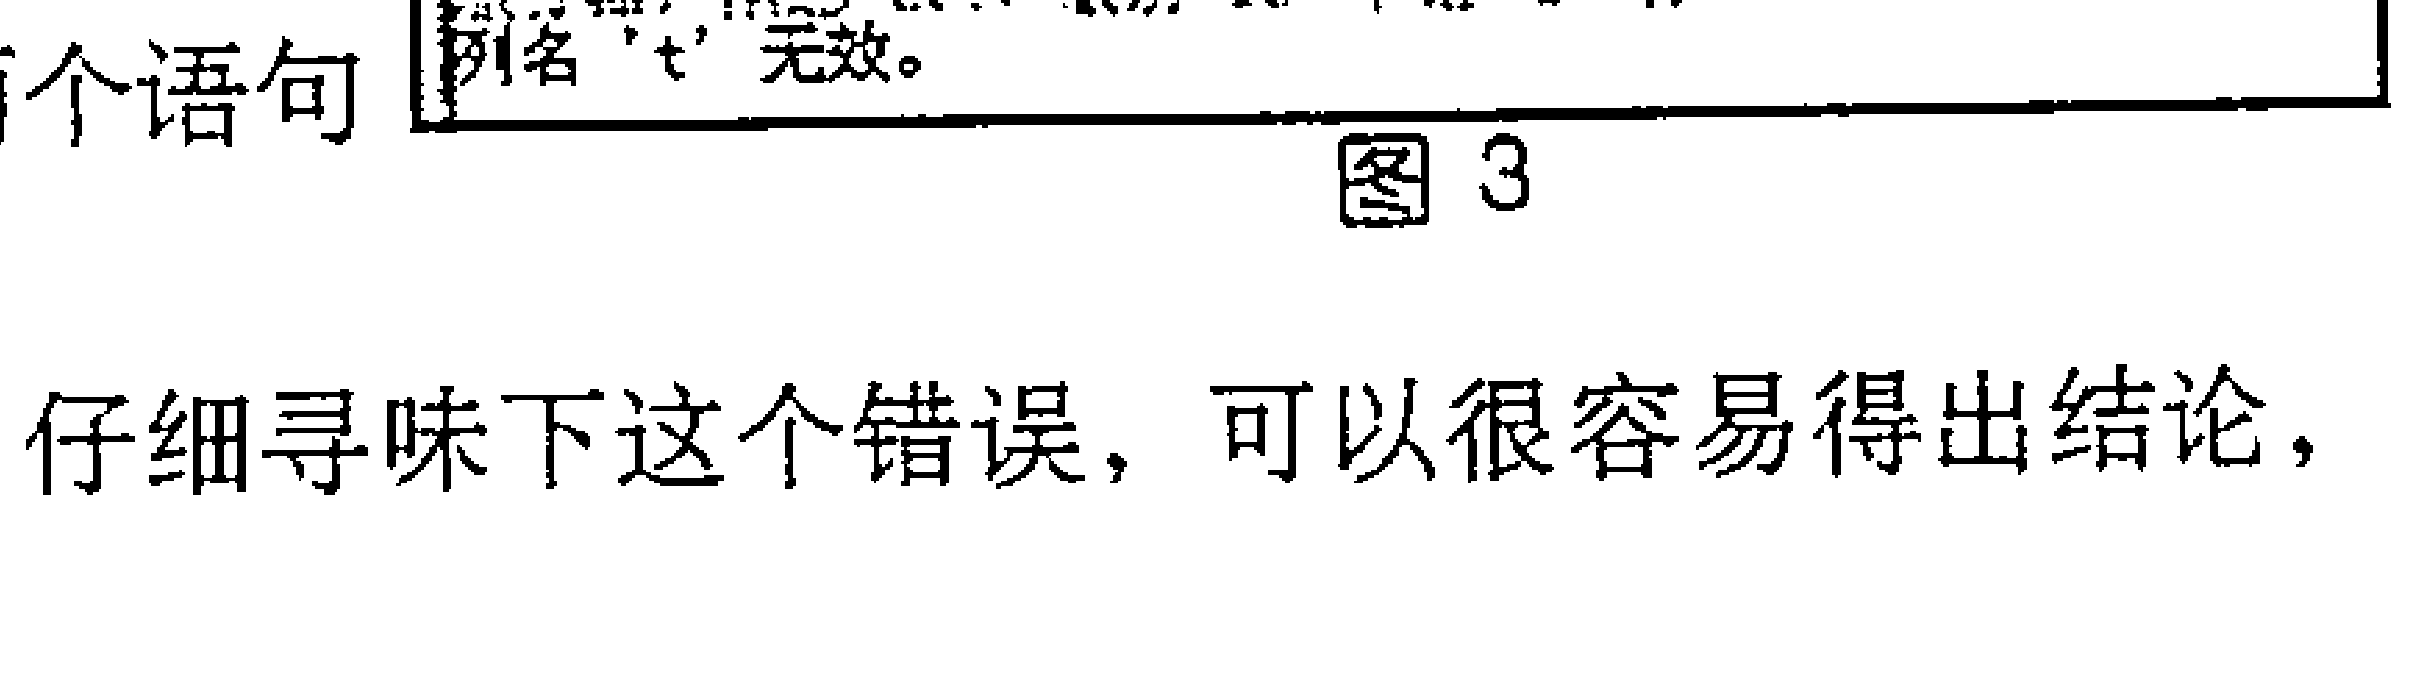 个语句
列名 't' 无效。
图 3
仔细寻味下这个错误，可以很容易得出结论，